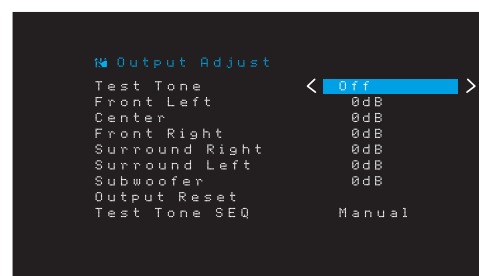 Output Adjust
Test Tone < Off >
Front Left 0dB
Center 0dB
Front Right 0dB
Surround Right 0dB
Surround Left 0dB
Subwoofer 0dB
Output Reset
Test Tone SEQ Manual